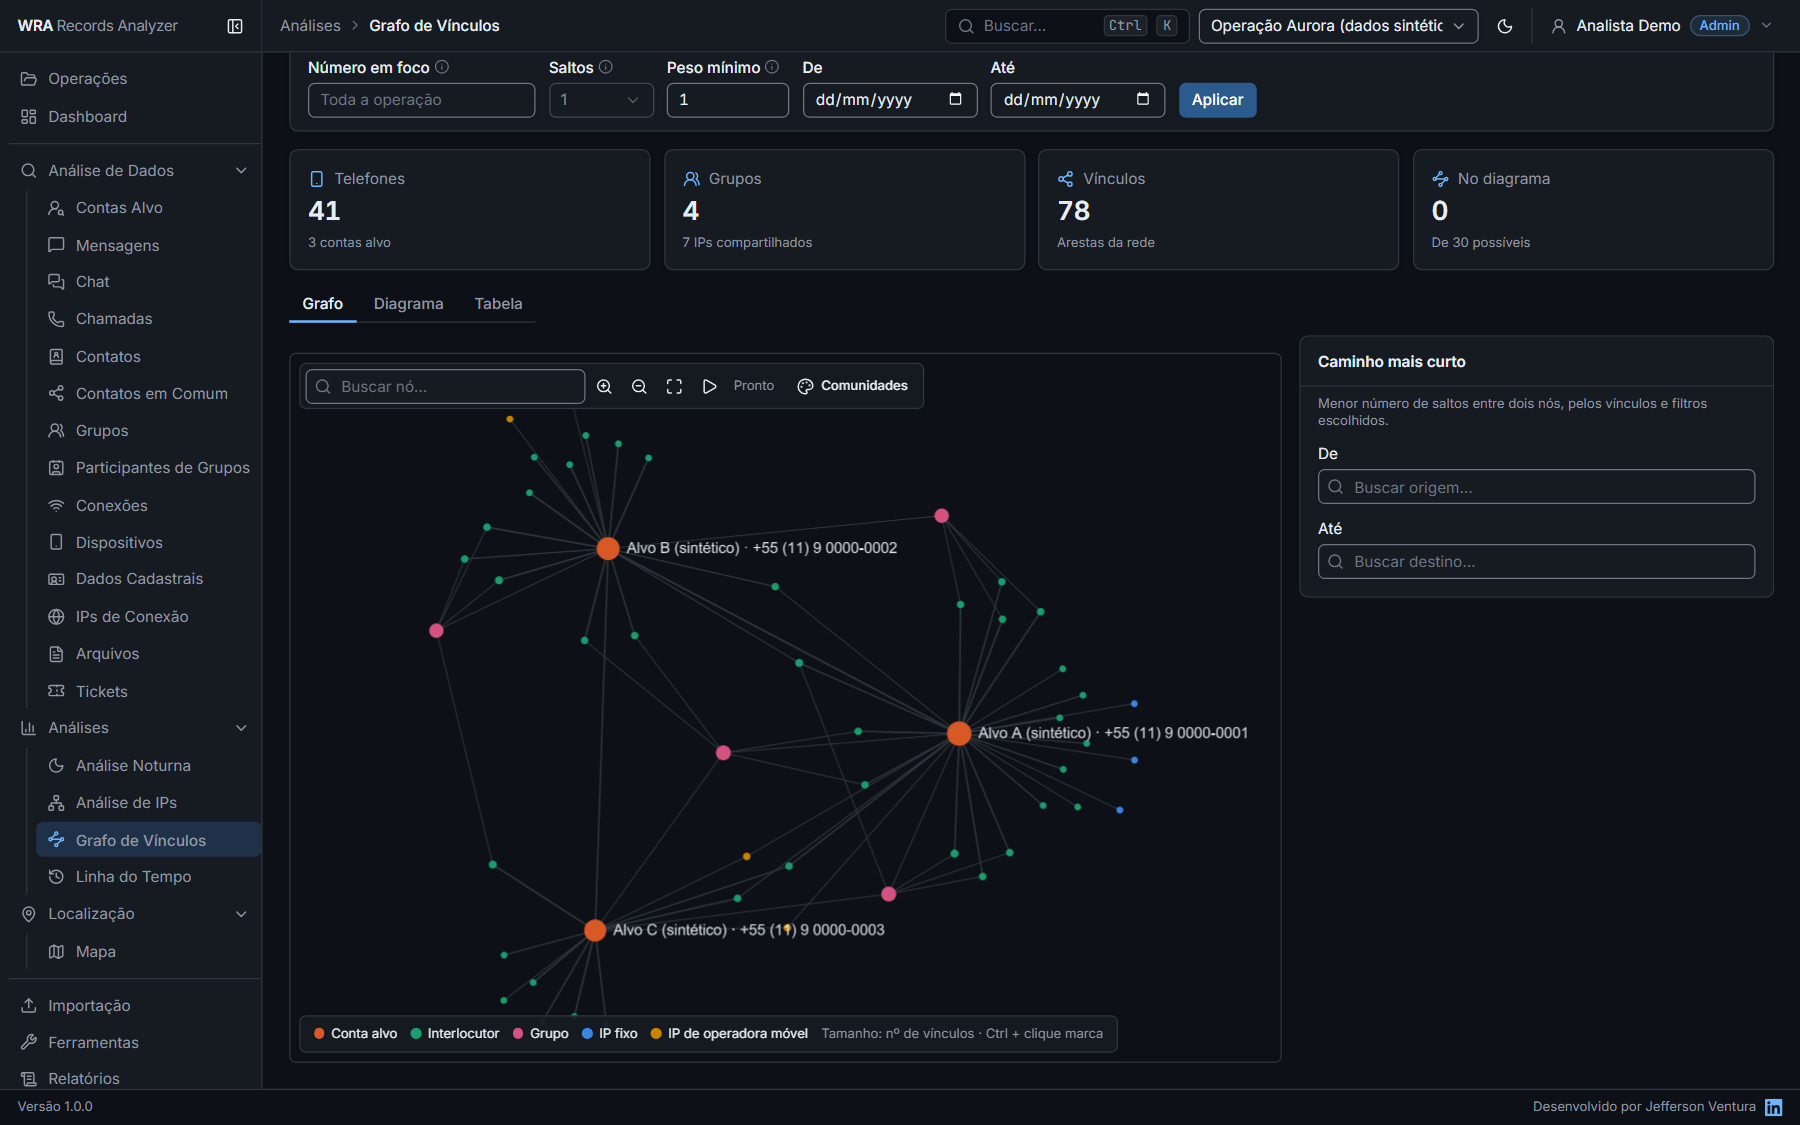 WRA Records Analyzer
Análises > Grafo de Vínculos
Buscar... Ctrl K
Operação Aurora (dados sintétic
Analista Demo Admin
Operações
Dashboard
Análise de Dados
Contas Alvo
Mensagens
Chat
Chamadas
Contatos
Contatos em Comum
Grupos
Participantes de Grupos
Conexões
Dispositivos
Dados Cadastrais
IPs de Conexão
Arquivos
Tickets
Análises
Análise Noturna
Análise de IPs
Grafo de Vínculos
Linha do Tempo
Localização
Mapa
Importação
Ferramentas
Relatórios
Número em foco Saltos Peso mínimo De Até
Toda a operação 1 1 dd/mm/yyyy dd/mm/yyyy Aplicar
Telefones
41
3 contas alvo
Grupos
4
7 IPs compartilhados
Vínculos
78
Arestas da rede
No diagrama
0
De 30 possíveis
Grafo Diagrama Tabela
Buscar nó... Pronto Comunidades
Alvo B (sintético) · +55 (11) 9 0000-0002
Alvo A (sintético) · +55 (11) 9 0000-0001
Alvo C (sintético) · +55 (11) 9 0000-0003
Conta alvo Interlocutor Grupo IP fixo IP de operadora móvel Tamanho: nº de vínculos · Ctrl + clique marca
Caminho mais curto
Menor número de saltos entre dois nós, pelos vínculos e filtros
escolhidos.
De
Buscar origem...
Até
Buscar destino...
Versão 1.0.0
Desenvolvido por Jefferson Ventura in